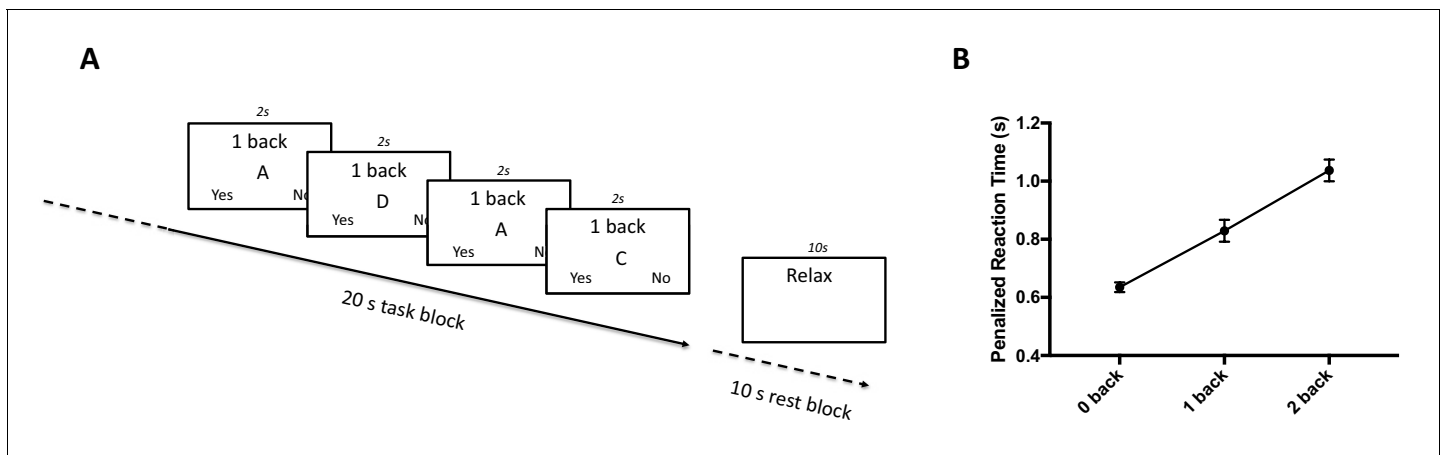 A
2s
1 back
A
Yes No
2s
1 back
D
Yes No
2s
1 back
A
Yes N
2s
1 back
C
Yes No
20 s task block
10s
Relax
10 s rest block
B
Penalized Reaction Time (s)
1.2
1.0
0.8
0.6
0.4
0 back
1 back
2 back